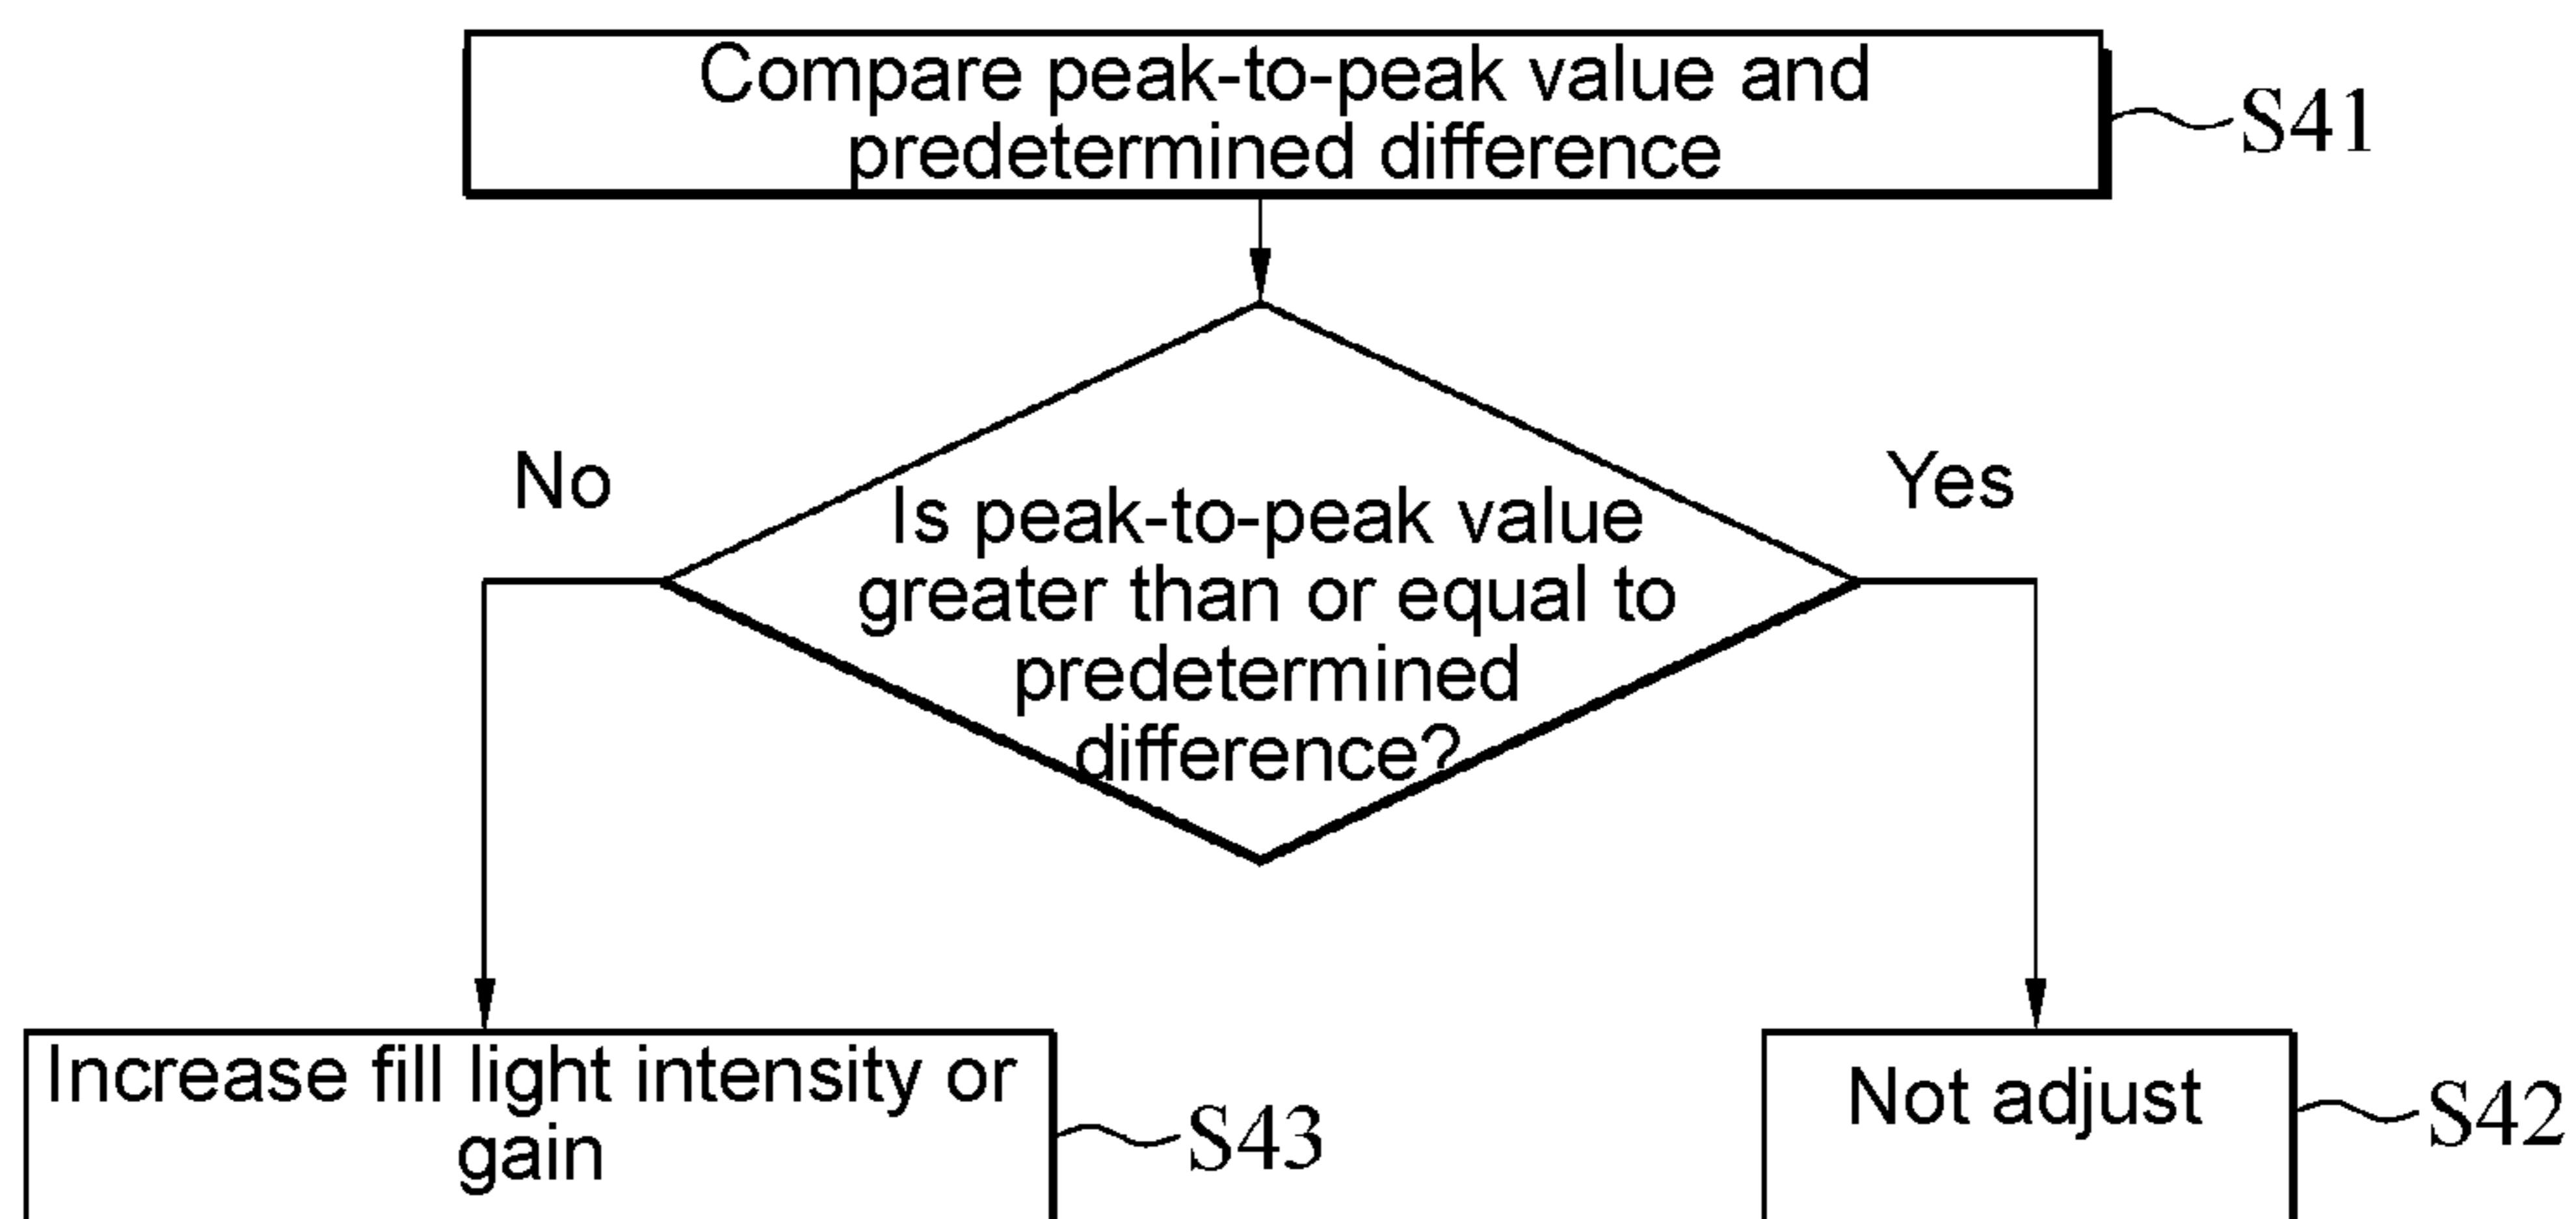 Compare peak-to-peak value and
predetermined difference
S41
No
Yes
Is peak-to-peak value
greater than or equal to
predetermined
difference?
Increase fill light intensity or
gain
S43
Not adjust
S42